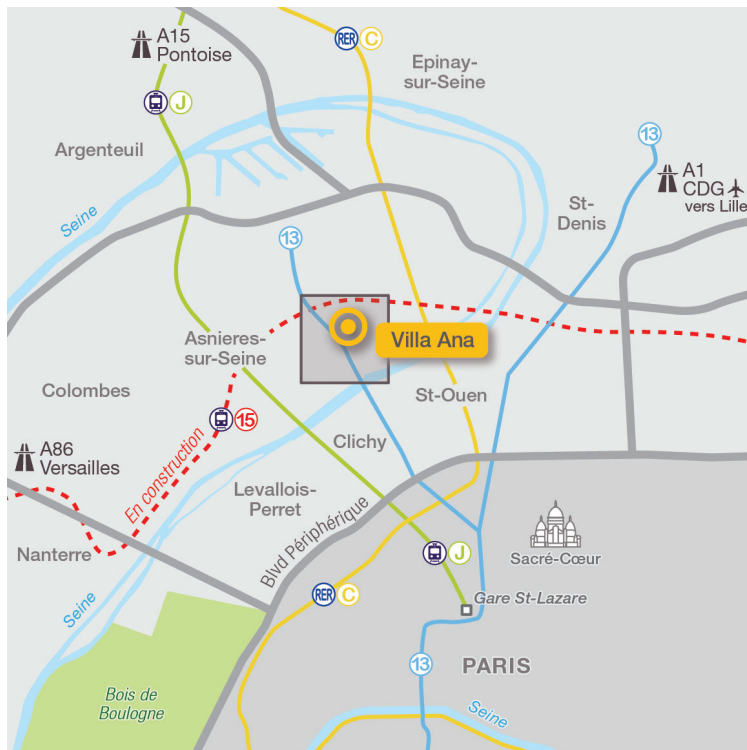 A15
Pontoise
RER C
Epinay-
sur-Seine
J
Argenteuil
13
A1
CDG
vers Lille
St-
Denis
Seine
13
Asnieres-
sur-Seine
Villa Ana
Colombes
St-Ouen
15
En construction
Clichy
A86
Versailles
Levallois-
Perret
Blvd Périphérique
Nanterre
J
Sacré-Cœur
RER C
Gare St-Lazare
Seine
13
PARIS
Bois de
Boulogne
Seine